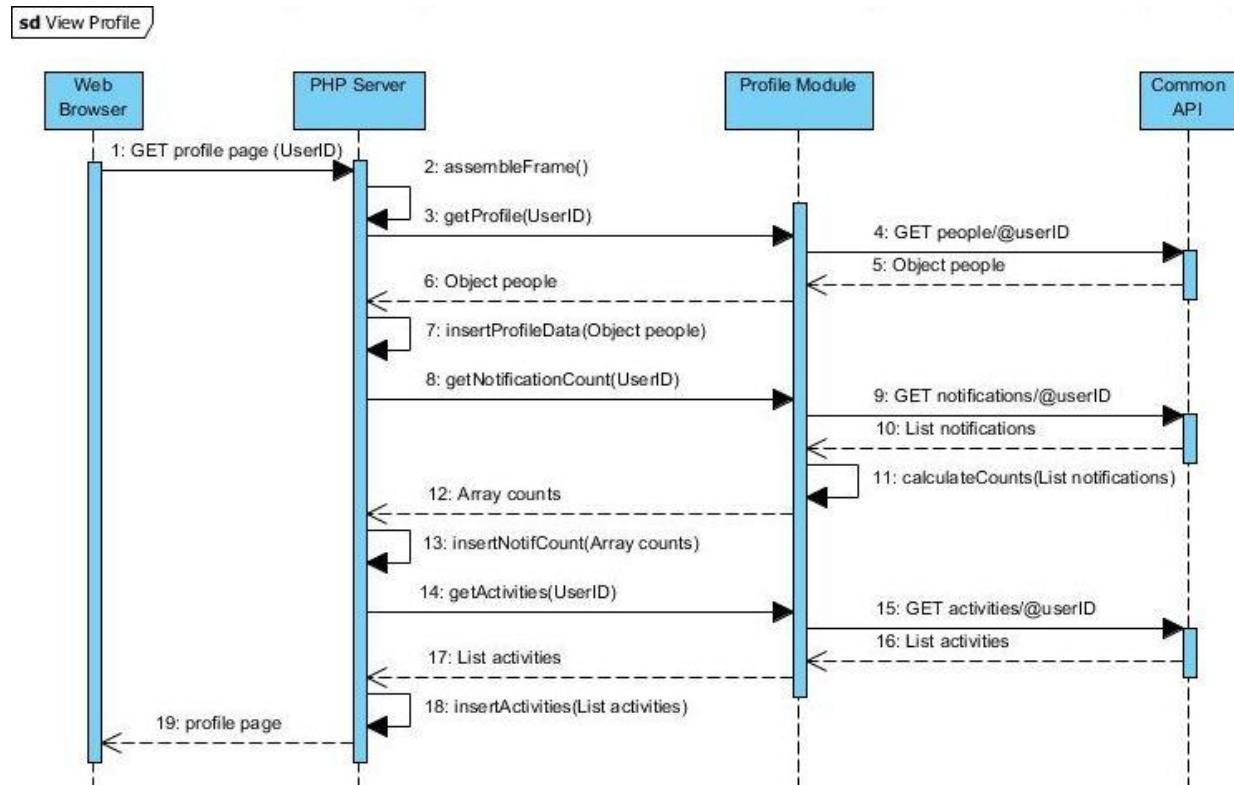 sd View Profile
Web
Browser
PHP Server
Profile Module
Common
API
1: GET profile page (UserID)
2: assembleFrame()
3: getProfile(UserID)
4: GET people/@userID
5: Object people
6: Object people
7: insertProfileData(Object people)
8: getNotificationCount(UserID)
9: GET notifications/@userID
10: List notifications
11: calculateCounts(List notifications)
12: Array counts
13: insertNotifCount(Array counts)
14: getActivities(UserID)
15: GET activities/@userID
16: List activities
17: List activities
18: insertActivities(List activities)
19: profile page